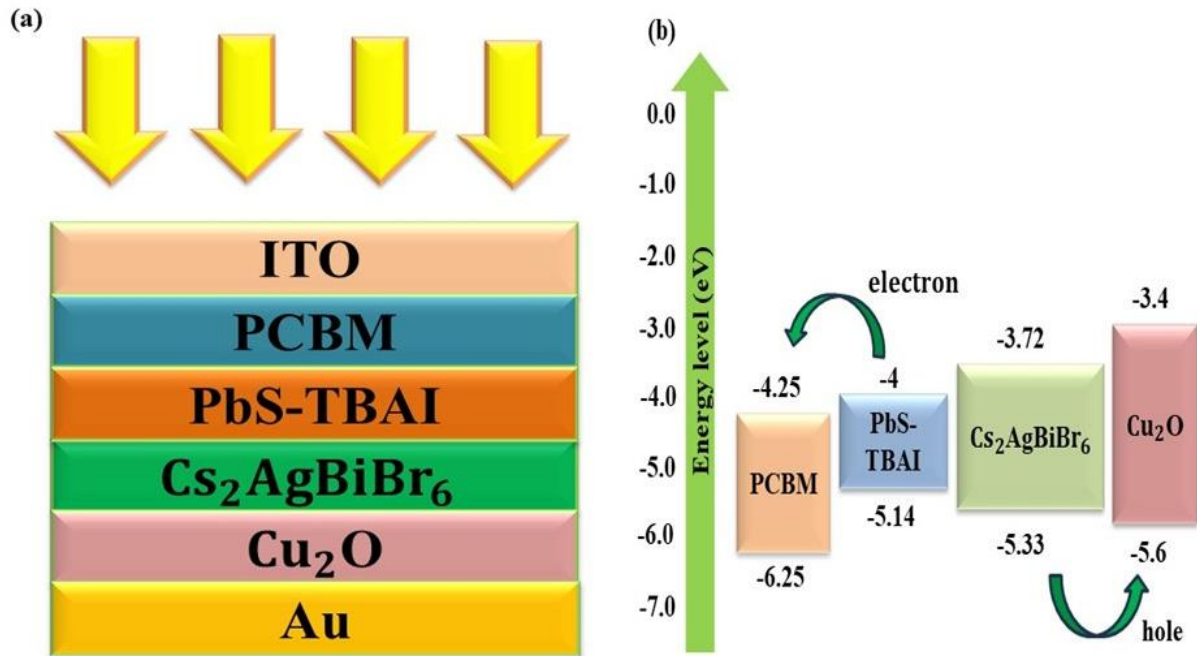 (a)
ITO
PCBM
PbS-TBAI
Cs₂AgBiBr₆
Cu₂O
Au
(b)
Energy level (eV)
0.0
-1.0
-2.0
-3.0
-4.0
-5.0
-6.0
-7.0
electron
-4.25
PCBM
-6.25
-4
PbS-
TBAI
-5.14
-3.72
Cs₂AgBiBr₆
-5.33
-3.4
Cu₂O
-5.6
hole